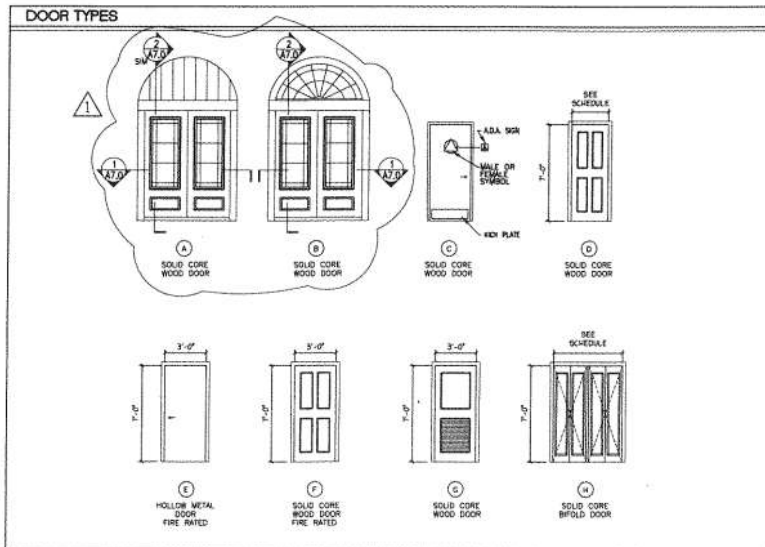 DOOR TYPES
2
A7.0
SIM
2
A7.0
1
1
A7.0
1
A7.0
A.D.A. SIGN
MALE OR
FEMALE
SYMBOL
KICK PLATE
SEE
SCHEDULE
7'-0"
A
SOLID CORE
WOOD DOOR
B
SOLID CORE
WOOD DOOR
C
SOLID CORE
WOOD DOOR
D
SOLID CORE
WOOD DOOR
3'-0"
7'-0"
3'-0"
7'-0"
3'-0"
7'-0"
SEE
SCHEDULE
7'-0"
E
HOLLOW METAL
DOOR
FIRE RATED
F
SOLID CORE
WOOD DOOR
FIRE RATED
G
SOLID CORE
WOOD DOOR
H
SOLID CORE
BIFOLD DOOR